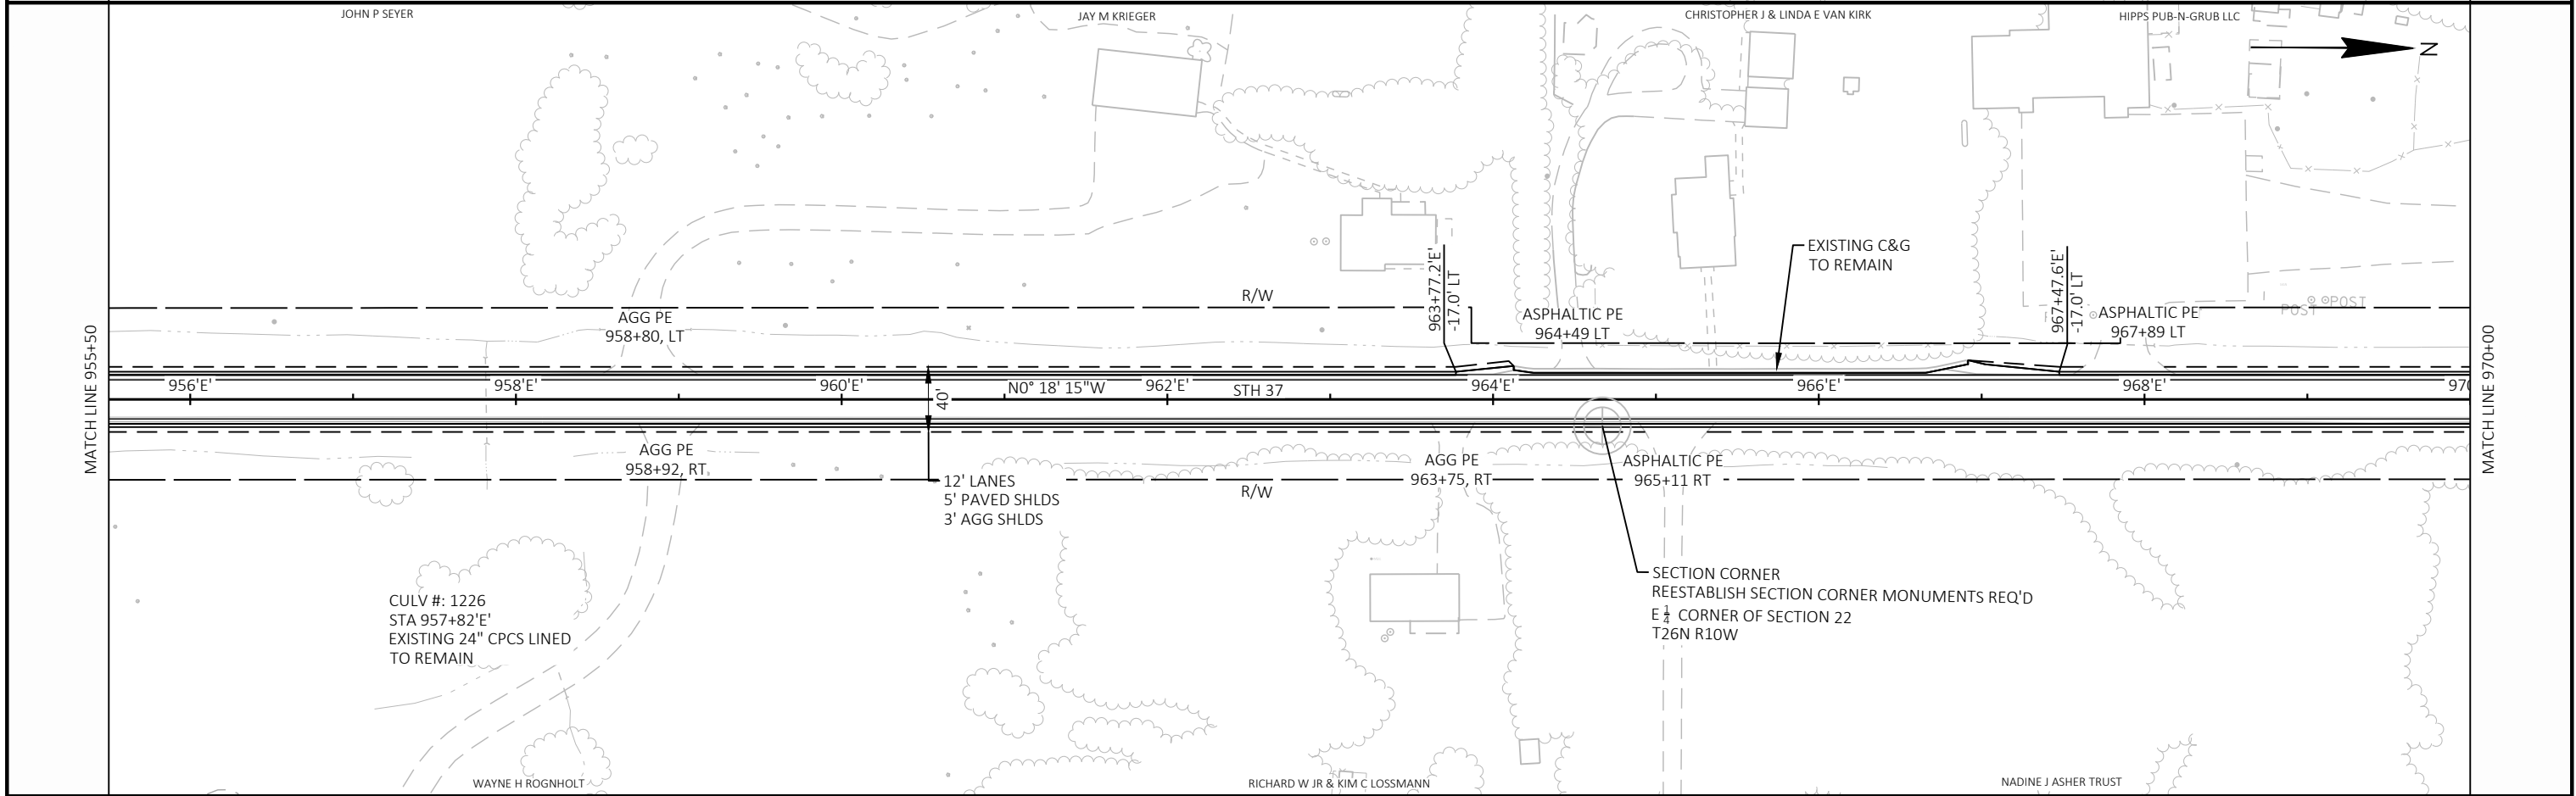 JOHN P SEYER
JAY M KRIEGER
CHRISTOPHER J & LINDA E VAN KIRK
HIPPS PUB-N-GRUB LLC
N
MATCH LINE 955+50
R/W
AGG PE
958+80, LT
963+77.2'E'
-17.0' LT
ASPHALTIC PE
964+49 LT
EXISTING C&G
TO REMAIN
967+47.6'E'
-17.0' LT
ASPHALTIC PE
967+89 LT
POST
POST
956'E'
958'E'
960'E'
N0° 18' 15"W
962'E'
STH 37
964'E'
966'E'
968'E'
970
40'
MATCH LINE 970+00
AGG PE
958+92, RT
12' LANES
5' PAVED SHLDS
3' AGG SHLDS
R/W
AGG PE
963+75, RT
ASPHALTIC PE
965+11 RT
SECTION CORNER
REESTABLISH SECTION CORNER MONUMENTS REQ'D
E 1/4 CORNER OF SECTION 22
T26N R10W
CULV #: 1226
STA 957+82'E'
EXISTING 24" CPCS LINED
TO REMAIN
WAYNE H ROGNHOLT
RICHARD W JR & KIM C LOSSMANN
NADINE J ASHER TRUST